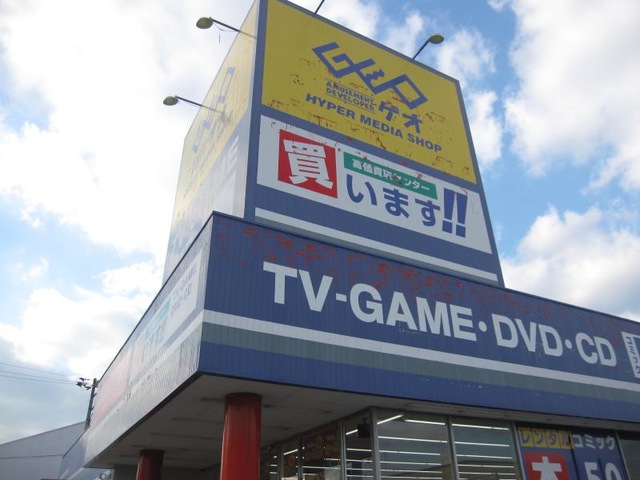 GEO
AMUSEMENT
DEVELOPER
ゲオ
HYPER MEDIA SHOP
高価買取センター
買います!!
TV-GAME・DVD・CD
レンタルコミック
本
50